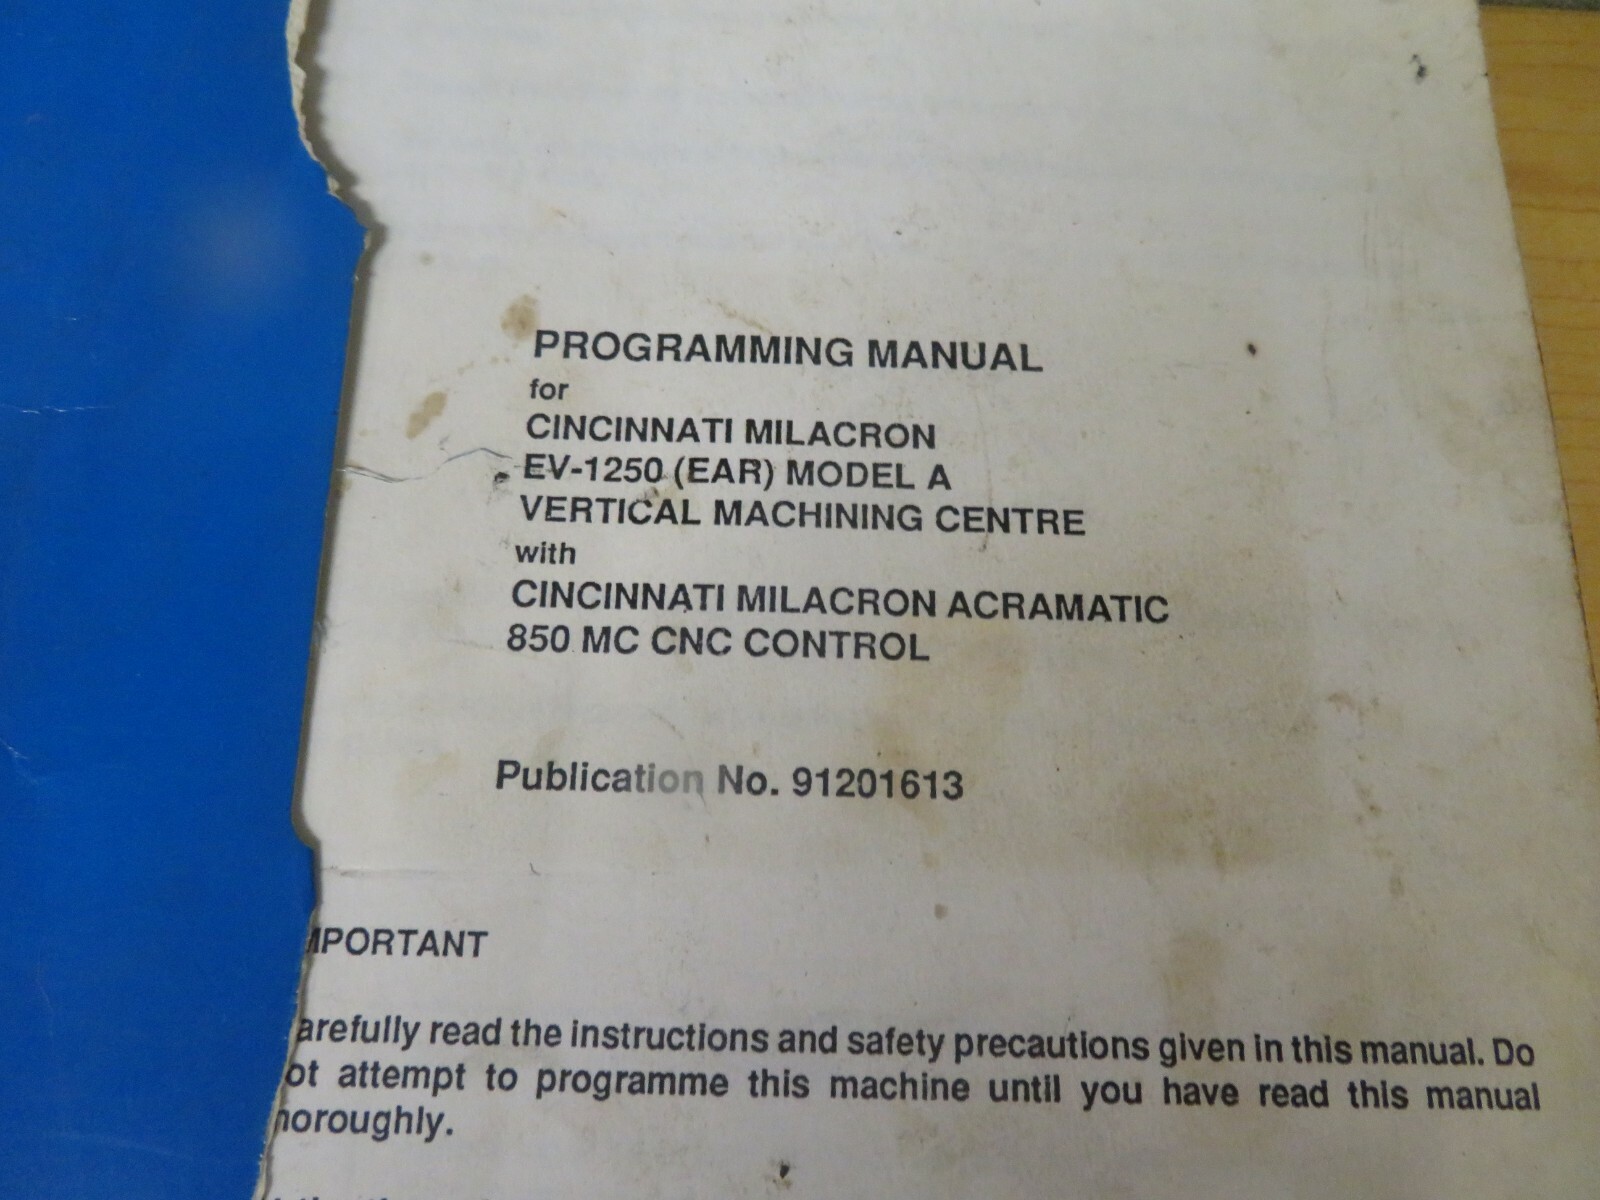 PROGRAMMING MANUAL
for
CINCINNATI MILACRON
EV-1250 (EAR) MODEL A
VERTICAL MACHINING CENTRE
with
CINCINNATI MILACRON ACRAMATIC
850 MC CNC CONTROL
Publication No. 91201613
MPORTANT
arefully read the instructions and safety precautions given in this manual. Do
ot attempt to programme this machine until you have read this manual
horoughly.